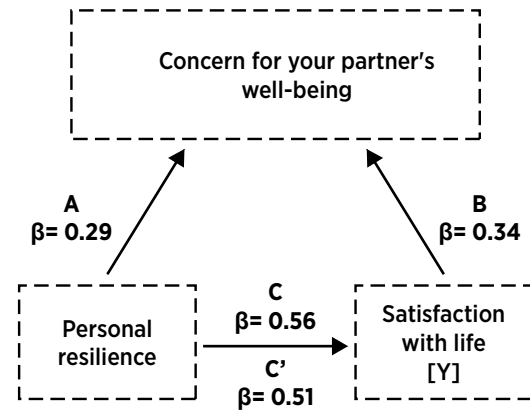 Concern for your partner's
well-being
A
β= 0.29
B
β= 0.34
Personal
resilience
C
β= 0.56
C’
β= 0.51
Satisfaction
with life
[Y]